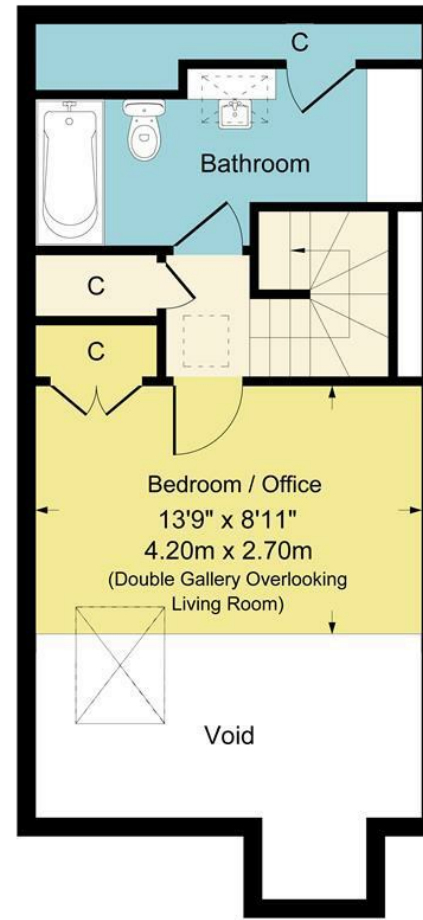 C
Bathroom
C
C
Bedroom / Office
13'9" x 8'11"
4.20m x 2.70m
(Double Gallery Overlooking
Living Room)
Void